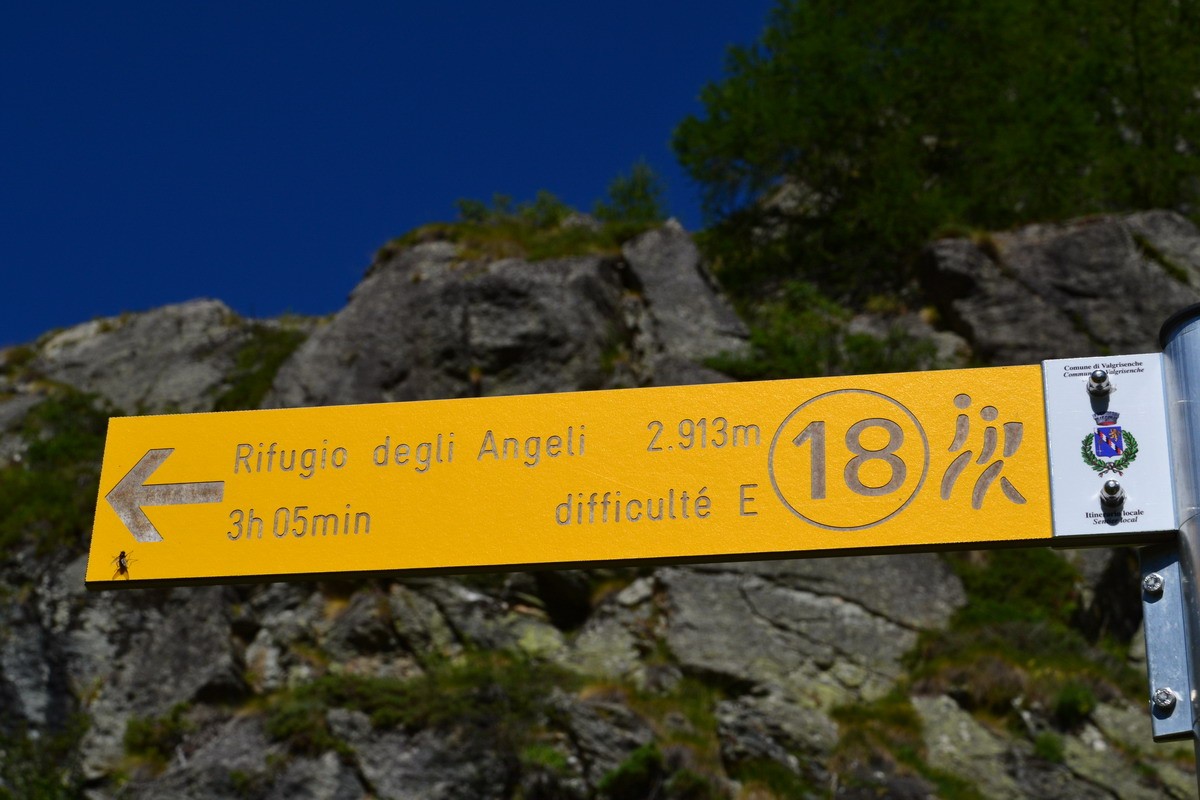 Rifugio degli Angeli 2.913m
3h 05min difficulté E
18
Comune di Valgrisenche
Commune de Valgrisenche
Itinerario locale
Sentier local